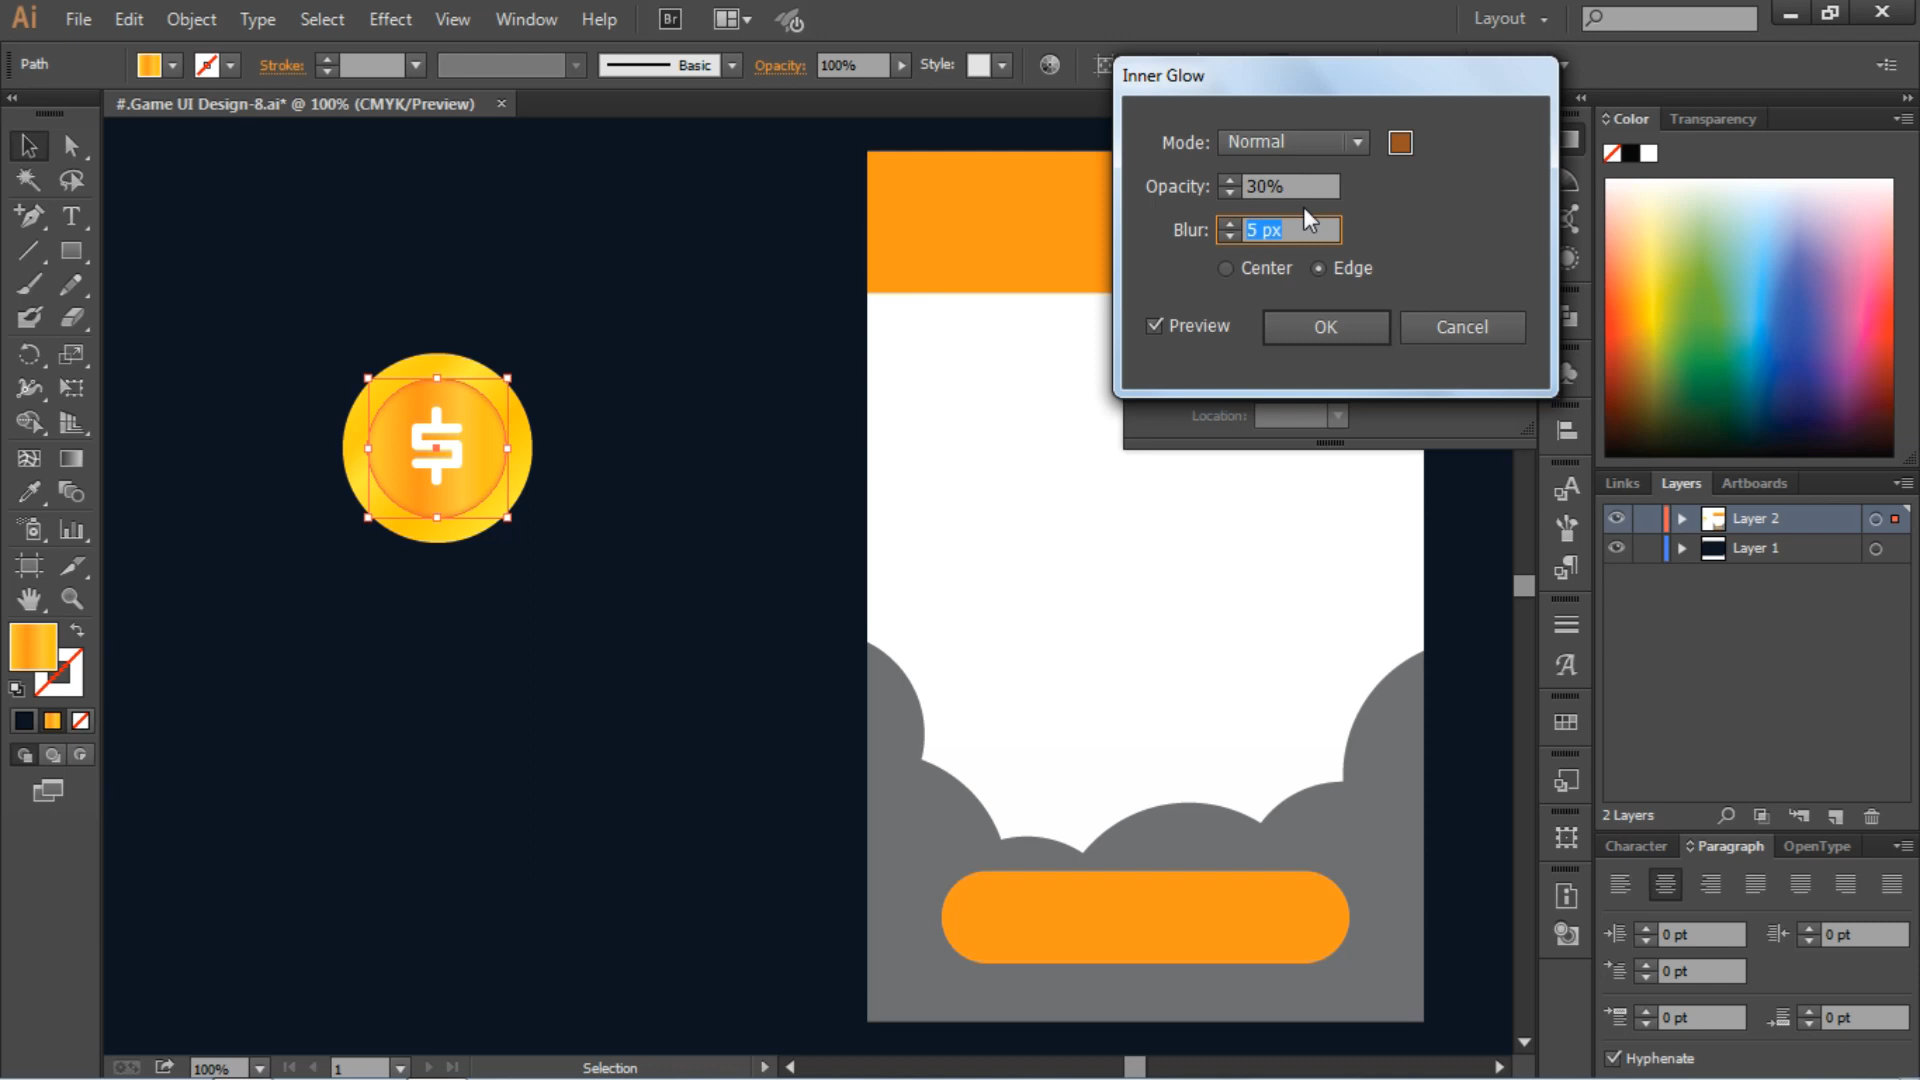 Ai File Edit Object Type Select Effect View Window Help Br Layout
Path Stroke: Basic Opacity: 100% Style:
#.Game UI Design-8.ai* @ 100% (CMYK/Preview)
Inner Glow
Mode: Normal
Opacity: 30%
Blur: 5 px
Center Edge
Preview OK Cancel
Location:
Color Transparency
Links Layers Artboards
Layer 2
Layer 1
2 Layers
Character Paragraph OpenType
0 pt 0 pt
0 pt
0 pt 0 pt
Hyphenate
$
100% 1 Selection